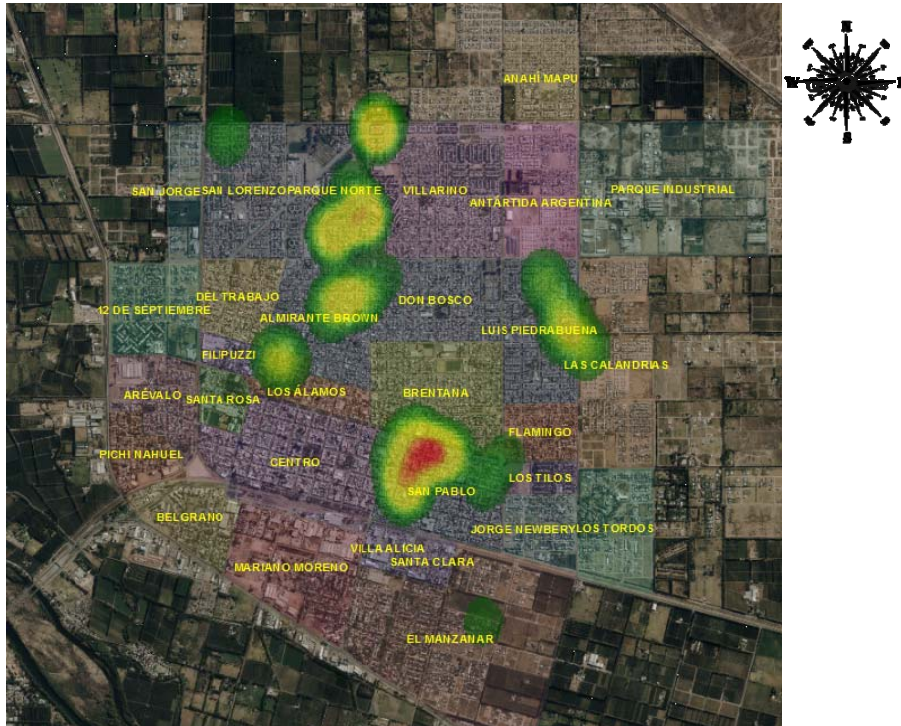 ANAHÍ MAPU
SAN JORGE
SAN LORENZO
PARQUE NORTE
VILLARINO
PARQUE INDUSTRIAL
ANTÁRTIDA ARGENTINA
DEL TRABAJO
DON BOSCO
12 DE SEPTIEMBRE
ALMIRANTE BROWN
LUIS PIEDRABUENA
FILIPUZZI
LAS CALANDRIAS
ARÉVALO
SANTA ROSA
LOS ÁLAMOS
BRENTANA
FLAMINGO
PICHI NAHUEL
CENTRO
LOS TILOS
SAN PABLO
BELGRANO
JORGE NEWBERY
LOS TORDOS
VILLA ALICIA
SANTA CLARA
MARIANO MORENO
EL MANZANAR